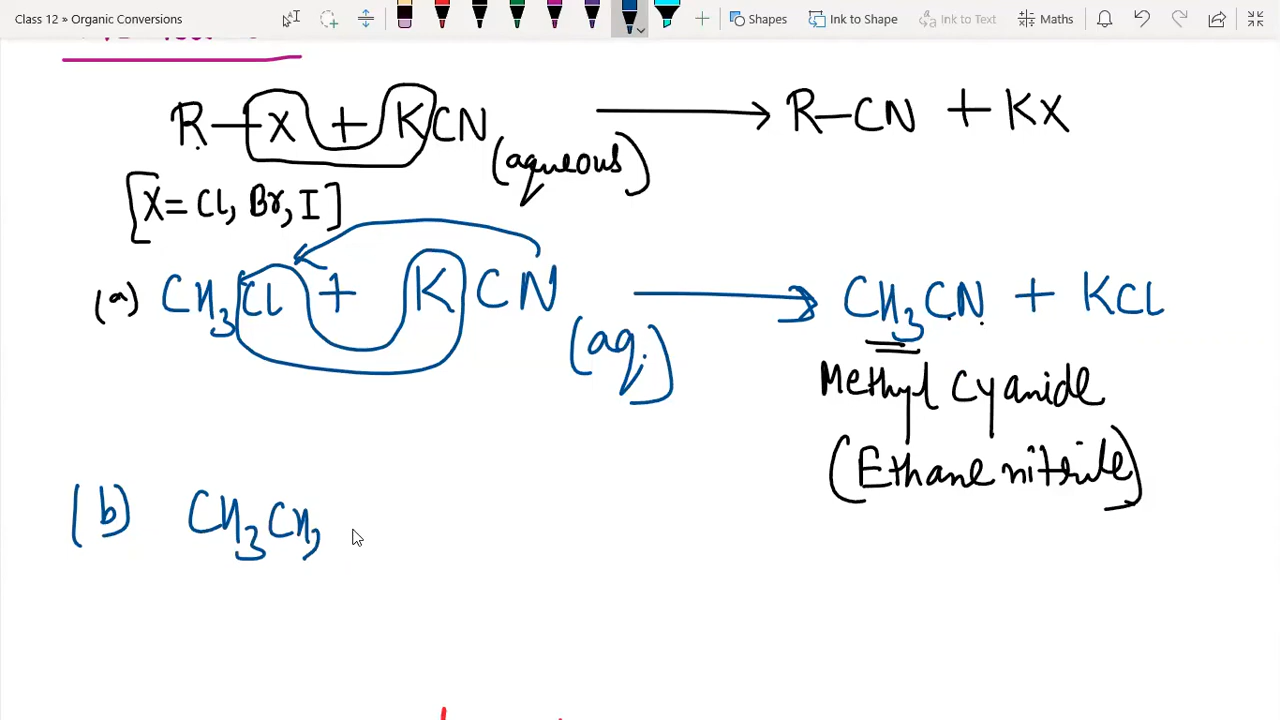 Class 12 » Organic Conversions
Shapes Ink to Shape Ink to Text Maths
R—X + KCN (aqueous) → R—CN + KX
[X = Cl, Br, I]
(a) CH3Cl + KCN (aq.) → CH3CN + KCl
Methyl Cyanide
(Ethane nitrile)
(b) CH3CH2